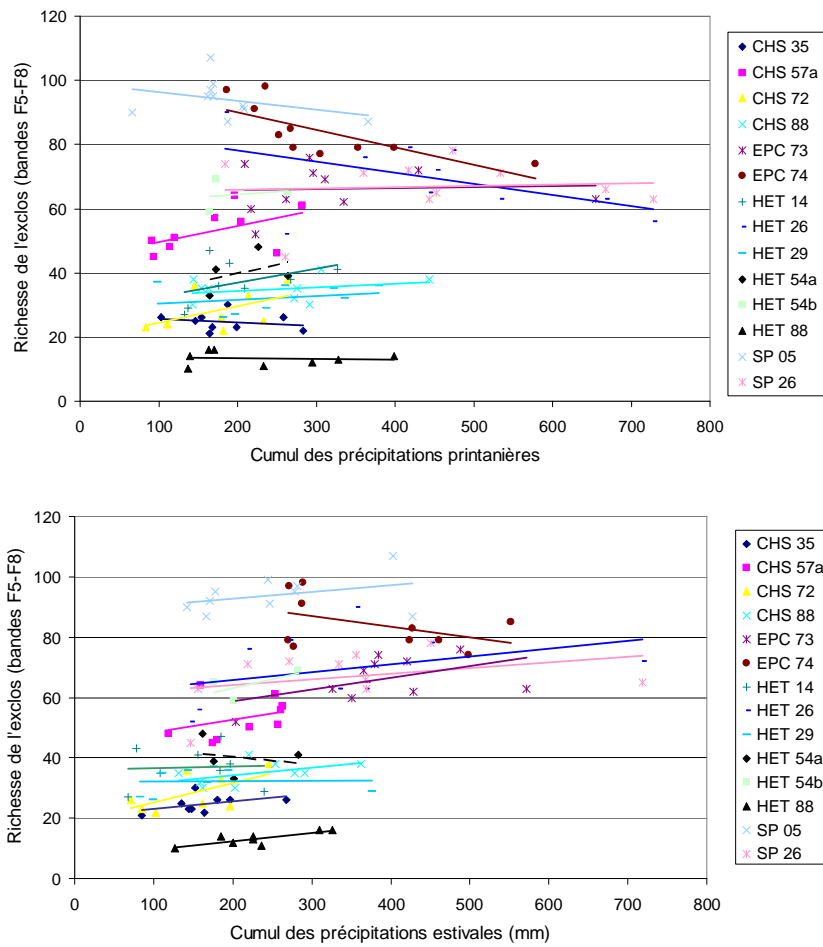 120
100
80
60
40
20
0
Richesse de l'exclos (bandes F5-F8)
0 100 200 300 400 500 600 700 800
Cumul des précipitations printanières
CHS 35
CHS 57a
CHS 72
CHS 88
EPC 73
EPC 74
HET 14
HET 26
HET 29
HET 54a
HET 54b
HET 88
SP 05
SP 26
120
100
80
60
40
20
0
Richesse de l'exclos (bandes F5-F8)
0 100 200 300 400 500 600 700 800
Cumul des précipitations estivales (mm)
CHS 35
CHS 57a
CHS 72
CHS 88
EPC 73
EPC 74
HET 14
HET 26
HET 29
HET 54a
HET 54b
HET 88
SP 05
SP 26